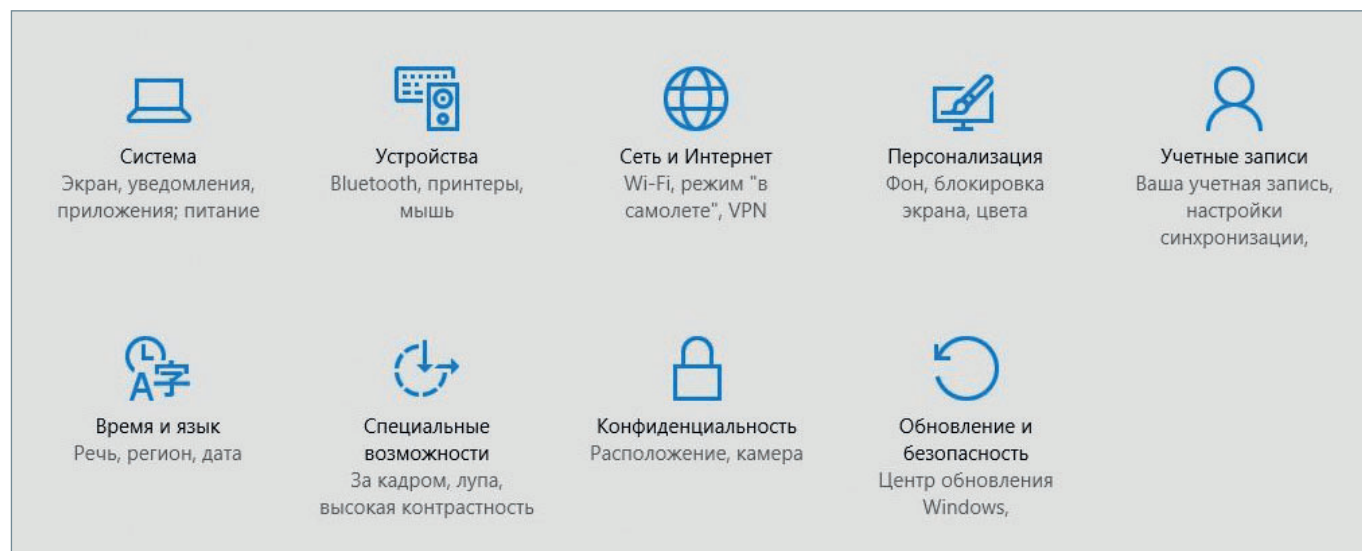 Система
Экран, уведомления,
приложения; питание
Устройства
Bluetooth, принтеры,
мышь
Сеть и Интернет
Wi-Fi, режим "в
самолете", VPN
Персонализация
Фон, блокировка
экрана, цвета
Учетные записи
Ваша учетная запись,
настройки
синхронизации,
A字
Время и язык
Речь, регион, дата
Специальные
возможности
За кадром, лупа,
высокая контрастность
Конфиденциальность
Расположение, камера
Обновление и
безопасность
Центр обновления
Windows,